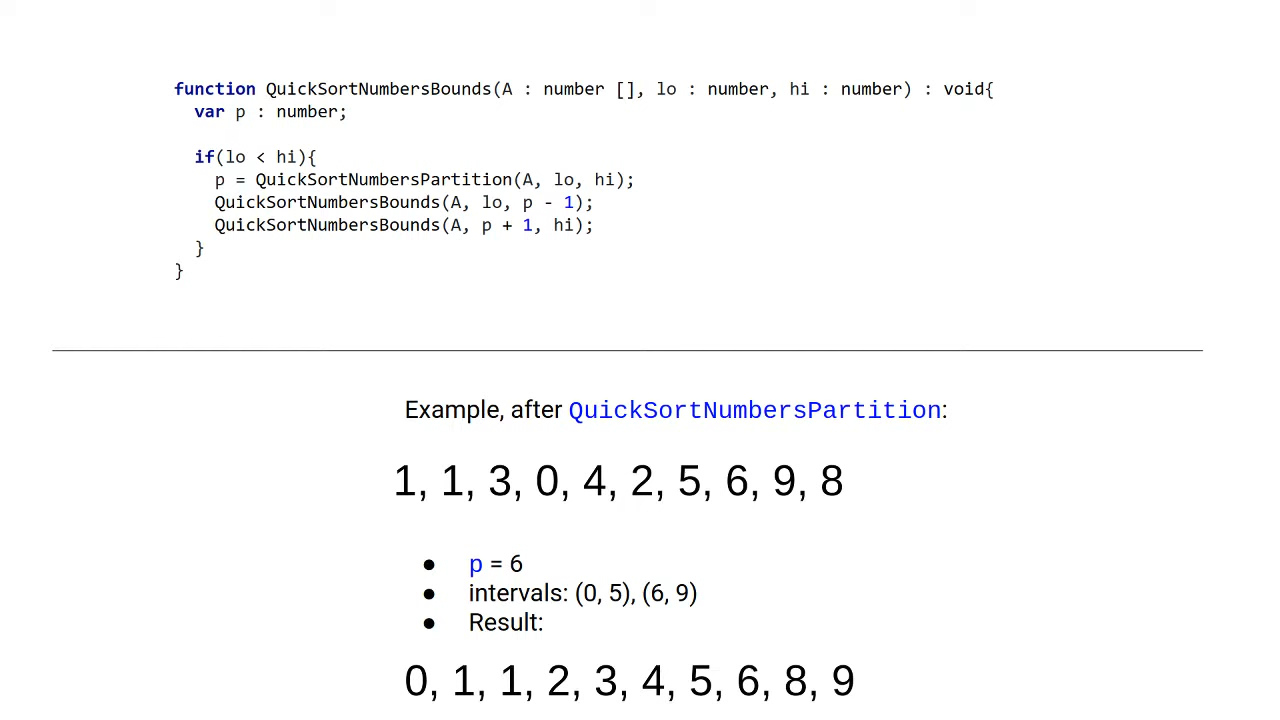 function QuickSortNumbersBounds(A : number [], lo : number, hi : number) : void{
  var p : number;

  if(lo < hi){
    p = QuickSortNumbersPartition(A, lo, hi);
    QuickSortNumbersBounds(A, lo, p - 1);
    QuickSortNumbersBounds(A, p + 1, hi);
  }
}
Example, after QuickSortNumbersPartition:
1, 1, 3, 0, 4, 2, 5, 6, 9, 8
● p = 6
● intervals: (0, 5), (6, 9)
● Result:
0, 1, 1, 2, 3, 4, 5, 6, 8, 9